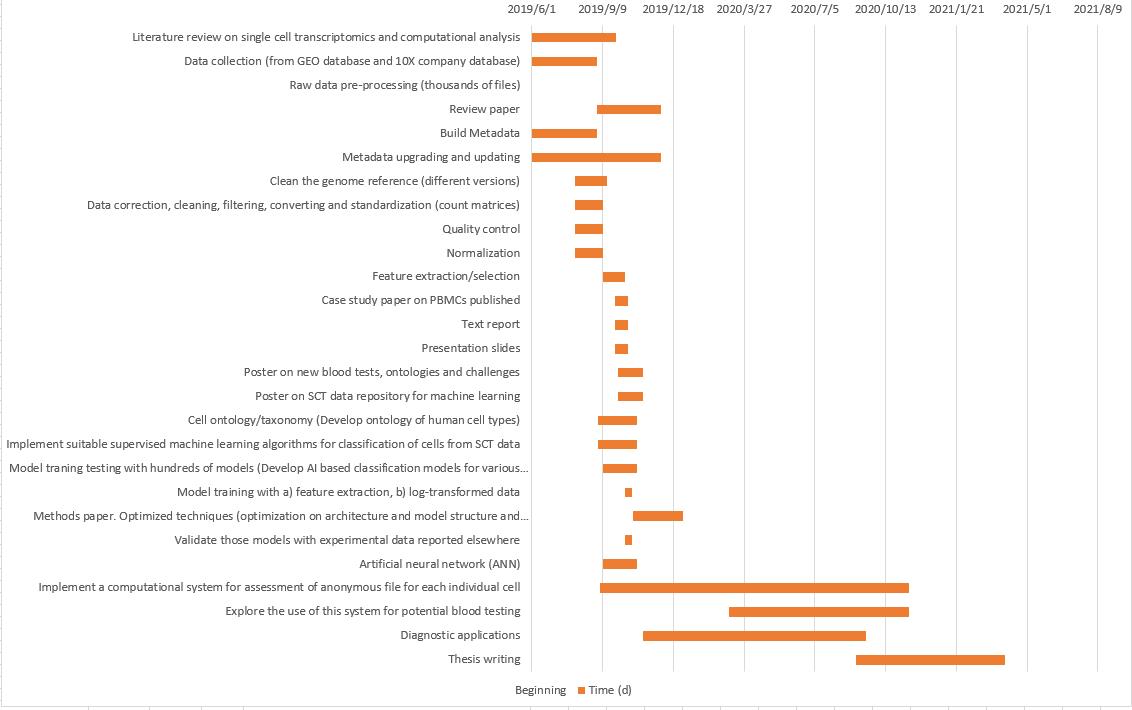 2019/6/1 2019/9/9 2019/12/18 2020/3/27 2020/7/5 2020/10/13 2021/1/21 2021/5/1 2021/8/9
Literature review on single cell transcriptomics and computational analysis
Data collection (from GEO database and 10X company database)
Raw data pre-processing (thousands of files)
Review paper
Build Metadata
Metadata upgrading and updating
Clean the genome reference (different versions)
Data correction, cleaning, filtering, converting and standardization (count matrices)
Quality control
Normalization
Feature extraction/selection
Case study paper on PBMCs published
Text report
Presentation slides
Poster on new blood tests, ontologies and challenges
Poster on SCT data repository for machine learning
Cell ontology/taxonomy (Develop ontology of human cell types)
Implement suitable supervised machine learning algorithms for classification of cells from SCT data
Model traning testing with hundreds of models (Develop AI based classification models for various...
Model training with a) feature extraction, b) log-transformed data
Methods paper. Optimized techniques (optimization on architecture and model structure and...
Validate those models with experimental data reported elsewhere
Artificial neural network (ANN)
Implement a computational system for assessment of anonymous file for each individual cell
Explore the use of this system for potential blood testing
Diagnostic applications
Thesis writing
Beginning Time (d)